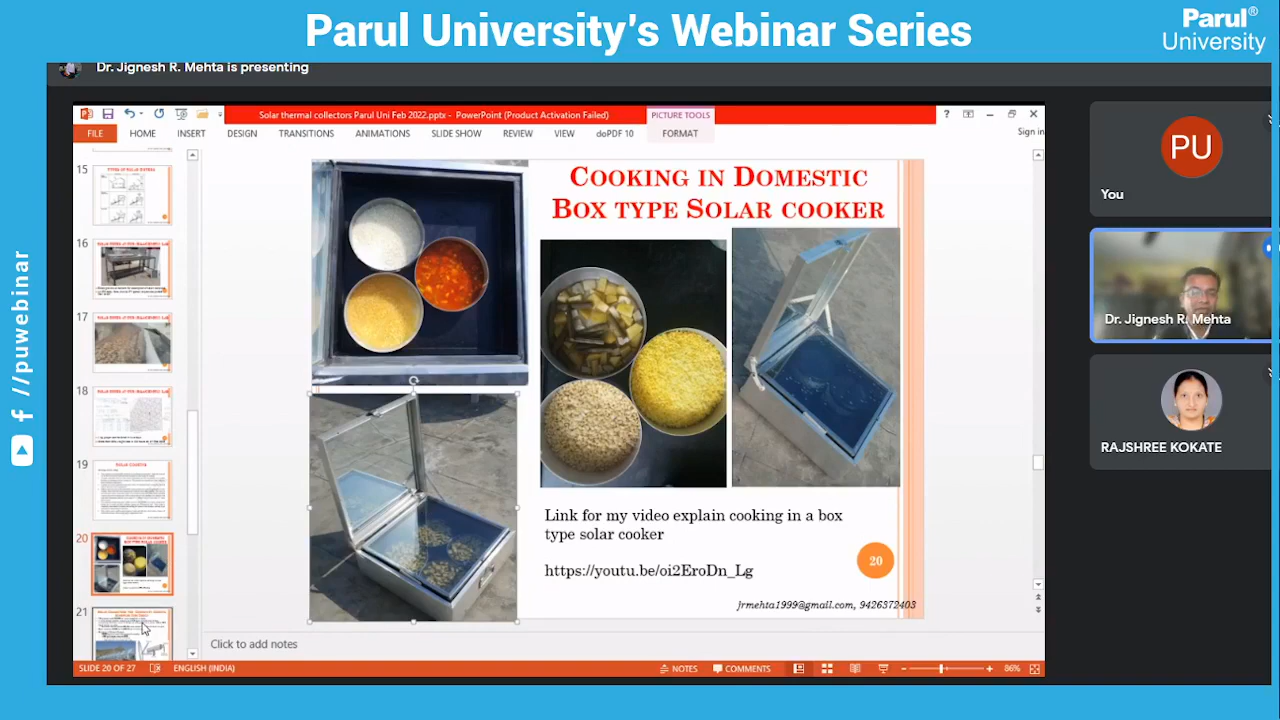 Parul University's Webinar Series
Parul®
University
Dr. Jignesh R. Mehta is presenting
Solar thermal collectors Parul Uni Feb 2022.pptx - PowerPoint (Product Activation Failed)
PICTURE TOOLS
FILE HOME INSERT DESIGN TRANSITIONS ANIMATIONS SLIDE SHOW REVIEW VIEW doPDF 10 FORMAT
Sign in
15
16
17
18
19
20
21
COOKING IN DOMESTIC
BOX TYPE SOLAR COOKER
Link for my video explain cooking in a box
type solar cooker
https://youtu.be/oi2EroDn_Lg
20
jrmehta1999@gmail.com, 9426372403
Click to add notes
SLIDE 20 OF 27 ENGLISH (INDIA) NOTES COMMENTS 86%
PU
You
Dr. Jignesh R. Mehta
RAJSHREE KOKATE
//puwebinar